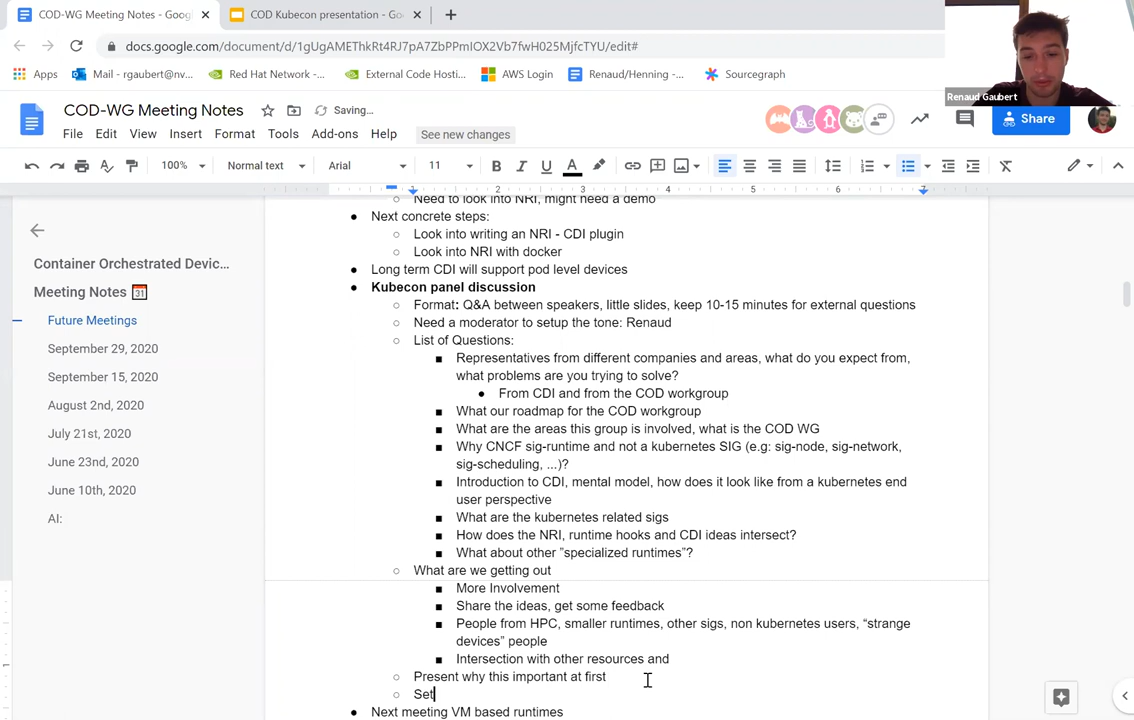 COD-WG Meeting Notes - Goog
COD Kubecon presentation - Go
docs.google.com/document/d/1gUgAMEThkRt4RJ7pA7ZbPPmIOX2Vb7fwH025MjfcTYU/edit#
Apps Mail - rgaubert@nv... Red Hat Network -... External Code Hosti... AWS Login Renaud/Henning -... Sourcegraph
Renaud Gaubert
COD-WG Meeting Notes Saving...
File Edit View Insert Format Tools Add-ons Help See new changes
Share
100% Normal text Arial 11 B I U A
1 2 3 4 5 6 7
Container Orchestrated Devic...
Meeting Notes 31
Future Meetings
September 29, 2020
September 15, 2020
August 2nd, 2020
July 21st, 2020
June 23nd, 2020
June 10th, 2020
AI:
○ Need to look into NRI, might need a demo
● Next concrete steps:
○ Look into writing an NRI - CDI plugin
○ Look into NRI with docker
● Long term CDI will support pod level devices
● Kubecon panel discussion
○ Format: Q&A between speakers, little slides, keep 10-15 minutes for external questions
○ Need a moderator to setup the tone: Renaud
○ List of Questions:
■ Representatives from different companies and areas, what do you expect from,
what problems are you trying to solve?
● From CDI and from the COD workgroup
■ What our roadmap for the COD workgroup
■ What are the areas this group is involved, what is the COD WG
■ Why CNCF sig-runtime and not a kubernetes SIG (e.g: sig-node, sig-network,
sig-scheduling, ...)?
■ Introduction to CDI, mental model, how does it look like from a kubernetes end
user perspective
■ What are the kubernetes related sigs
■ How does the NRI, runtime hooks and CDI ideas intersect?
■ What about other ”specialized runtimes”?
○ What are we getting out
■ More Involvement
■ Share the ideas, get some feedback
■ People from HPC, smaller runtimes, other sigs, non kubernetes users, “strange
devices” people
■ Intersection with other resources and
○ Present why this important at first
○ Set
● Next meeting VM based runtimes